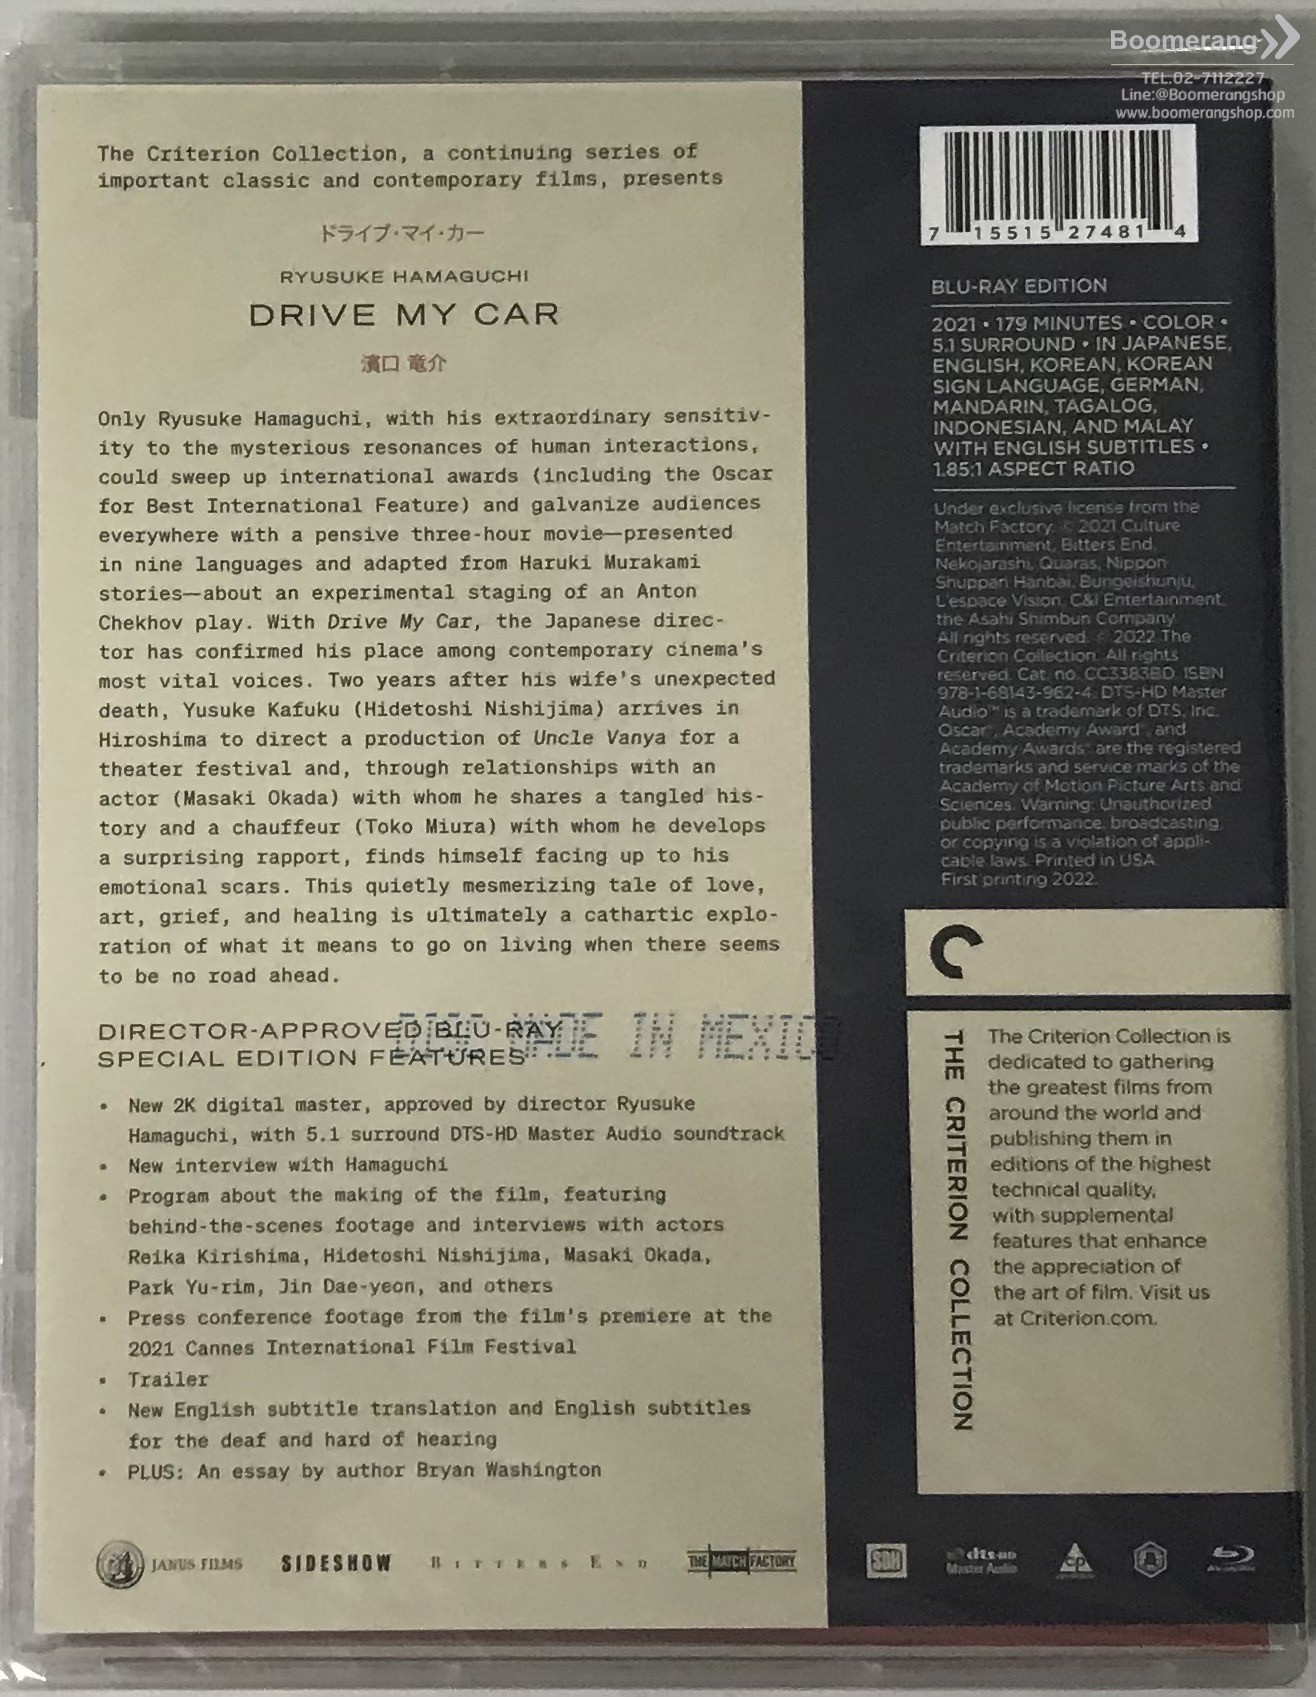 Boomerang
TEL.02-7112227
Line:@Boomerangshop
www.boomerangshop.com
The Criterion Collection, a continuing series of
important classic and contemporary films, presents
ドライブ・マイ・カー
RYUSUKE HAMAGUCHI
DRIVE MY CAR
濱口 竜介
Only Ryusuke Hamaguchi, with his extraordinary sensitiv-
ity to the mysterious resonances of human interactions,
could sweep up international awards (including the Oscar
for Best International Feature) and galvanize audiences
everywhere with a pensive three-hour movie—presented
in nine languages and adapted from Haruki Murakami
stories—about an experimental staging of an Anton
Chekhov play. With Drive My Car, the Japanese direc-
tor has confirmed his place among contemporary cinema's
most vital voices. Two years after his wife's unexpected
death, Yusuke Kafuku (Hidetoshi Nishijima) arrives in
Hiroshima to direct a production of Uncle Vanya for a
theater festival and, through relationships with an
actor (Masaki Okada) with whom he shares a tangled his-
tory and a chauffeur (Toko Miura) with whom he develops
a surprising rapport, finds himself facing up to his
emotional scars. This quietly mesmerizing tale of love,
art, grief, and healing is ultimately a cathartic explo-
ration of what it means to go on living when there seems
to be no road ahead.
DIRECTOR-APPROVED BLU-RAY
SPECIAL EDITION FEATURES
DISC MADE IN MEXICO
• New 2K digital master, approved by director Ryusuke
Hamaguchi, with 5.1 surround DTS-HD Master Audio soundtrack
• New interview with Hamaguchi
• Program about the making of the film, featuring
behind-the-scenes footage and interviews with actors
Reika Kirishima, Hidetoshi Nishijima, Masaki Okada,
Park Yu-rim, Jin Dae-yeon, and others
• Press conference footage from the film's premiere at the
2021 Cannes International Film Festival
• Trailer
• New English subtitle translation and English subtitles
for the deaf and hard of hearing
• PLUS: An essay by author Bryan Washington
JANUS FILMS
SIDESHOW
BITTERS END
THE MATCH FACTORY
7 15515 27481 4
BLU-RAY EDITION
2021 • 179 MINUTES • COLOR •
5.1 SURROUND • IN JAPANESE,
ENGLISH, KOREAN, KOREAN
SIGN LANGUAGE, GERMAN,
MANDARIN, TAGALOG,
INDONESIAN, AND MALAY
WITH ENGLISH SUBTITLES •
1.85:1 ASPECT RATIO
Under exclusive license from the
Match Factory. © 2021 Culture
Entertainment, Bitters End,
Nekojarashi, Quaras, Nippon
Shuppan Hanbai, Bungeishunju,
L'espace Vision, C&I Entertainment,
the Asahi Shimbun Company.
All rights reserved. © 2022 The
Criterion Collection. All rights
reserved. Cat. no. CC3383BD. ISBN
978-1-68143-962-4. DTS-HD Master
Audio™ is a trademark of DTS, Inc.
Oscar®, Academy Award®, and
Academy Awards® are the registered
trademarks and service marks of the
Academy of Motion Picture Arts and
Sciences. Warning: Unauthorized
public performance, broadcasting,
or copying is a violation of appli-
cable laws. Printed in USA.
First printing 2022.
THE CRITERION COLLECTION
The Criterion Collection is
dedicated to gathering
the greatest films from
around the world and
publishing them in
editions of the highest
technical quality,
with supplemental
features that enhance
the appreciation of
the art of film. Visit us
at Criterion.com.
SDH
dts-HD
Master Audio
CP